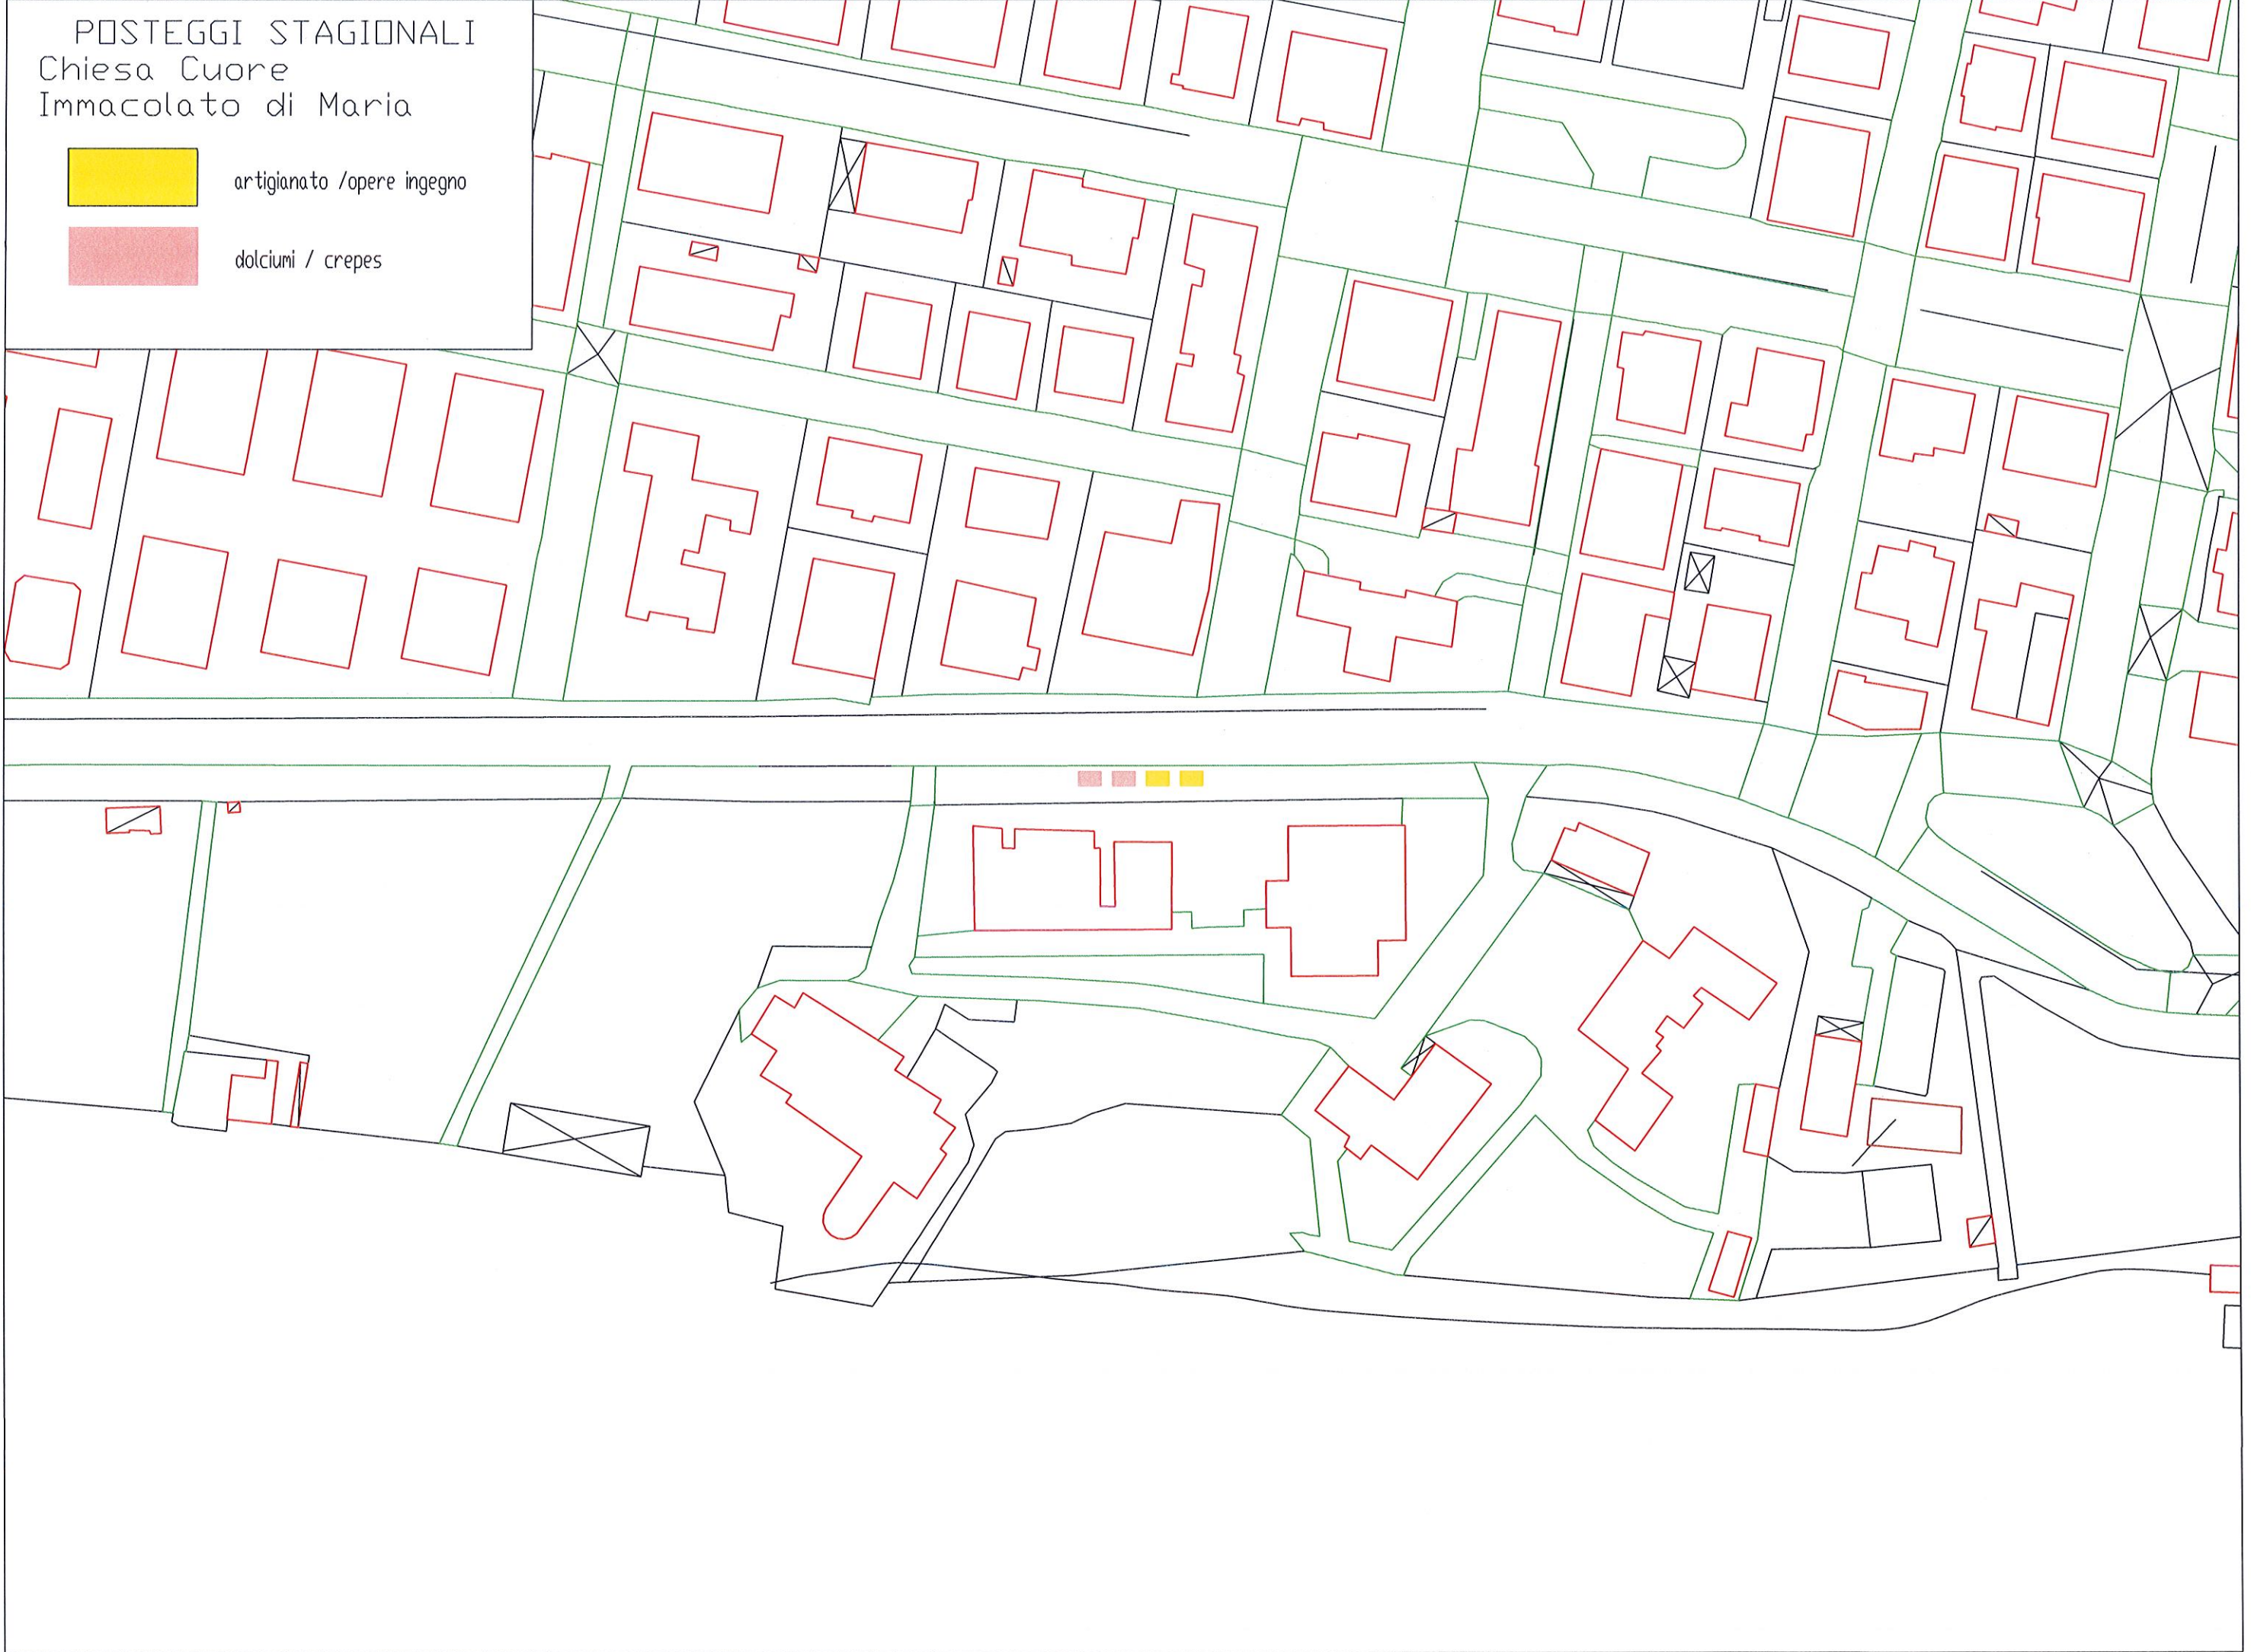 POSTEGGI STAGIONALI
Chiesa Cuore
Immacolato di Maria
artigianato /opere ingegno
dolciumi / crepes